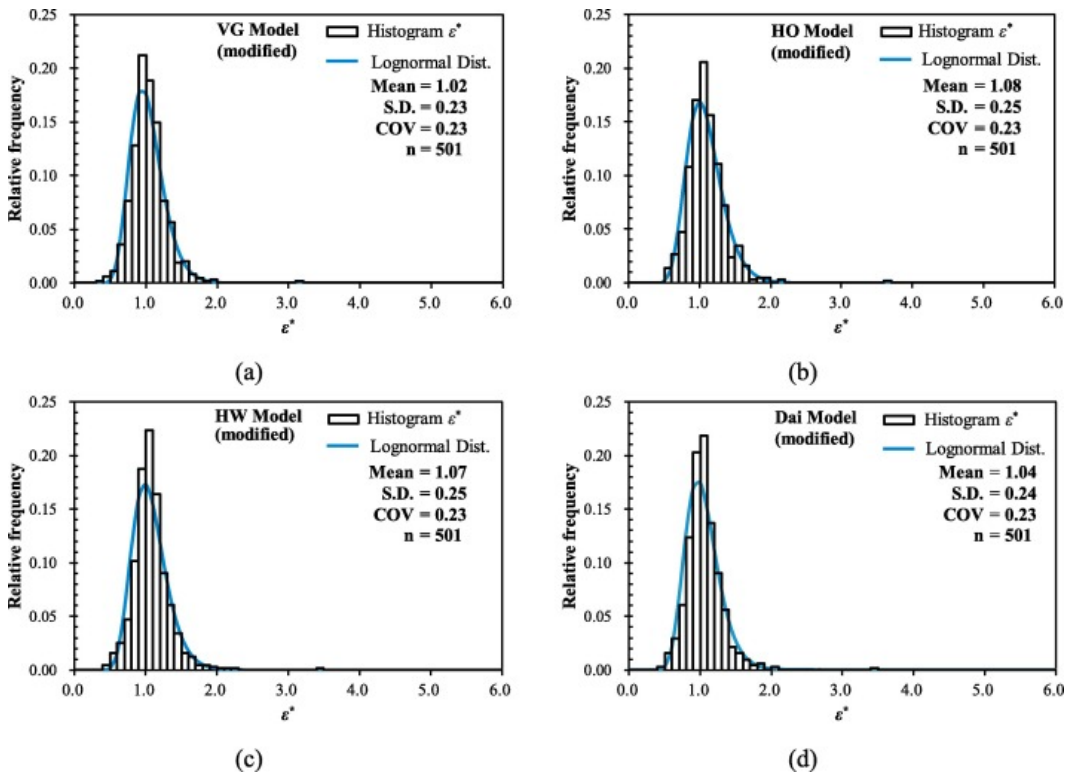 VG Model
(modified)
Histogram ε*
Lognormal Dist.
Mean = 1.02
S.D. = 0.23
COV = 0.23
n = 501
Relative frequency
0.25
0.20
0.15
0.10
0.05
0.00
0.0 1.0 2.0 3.0 4.0 5.0 6.0
ε*
(a)
HO Model
(modified)
Histogram ε*
Lognormal Dist.
Mean = 1.08
S.D. = 0.25
COV = 0.23
n = 501
Relative frequency
0.25
0.20
0.15
0.10
0.05
0.00
0.0 1.0 2.0 3.0 4.0 5.0 6.0
ε*
(b)
HW Model
(modified)
Histogram ε*
Lognormal Dist.
Mean = 1.07
S.D. = 0.25
COV = 0.23
n = 501
Relative frequency
0.25
0.20
0.15
0.10
0.05
0.00
0.0 1.0 2.0 3.0 4.0 5.0 6.0
ε*
(c)
Dai Model
(modified)
Histogram ε*
Lognormal Dist.
Mean = 1.04
S.D. = 0.24
COV = 0.23
n = 501
Relative frequency
0.25
0.20
0.15
0.10
0.05
0.00
0.0 1.0 2.0 3.0 4.0 5.0 6.0
ε*
(d)